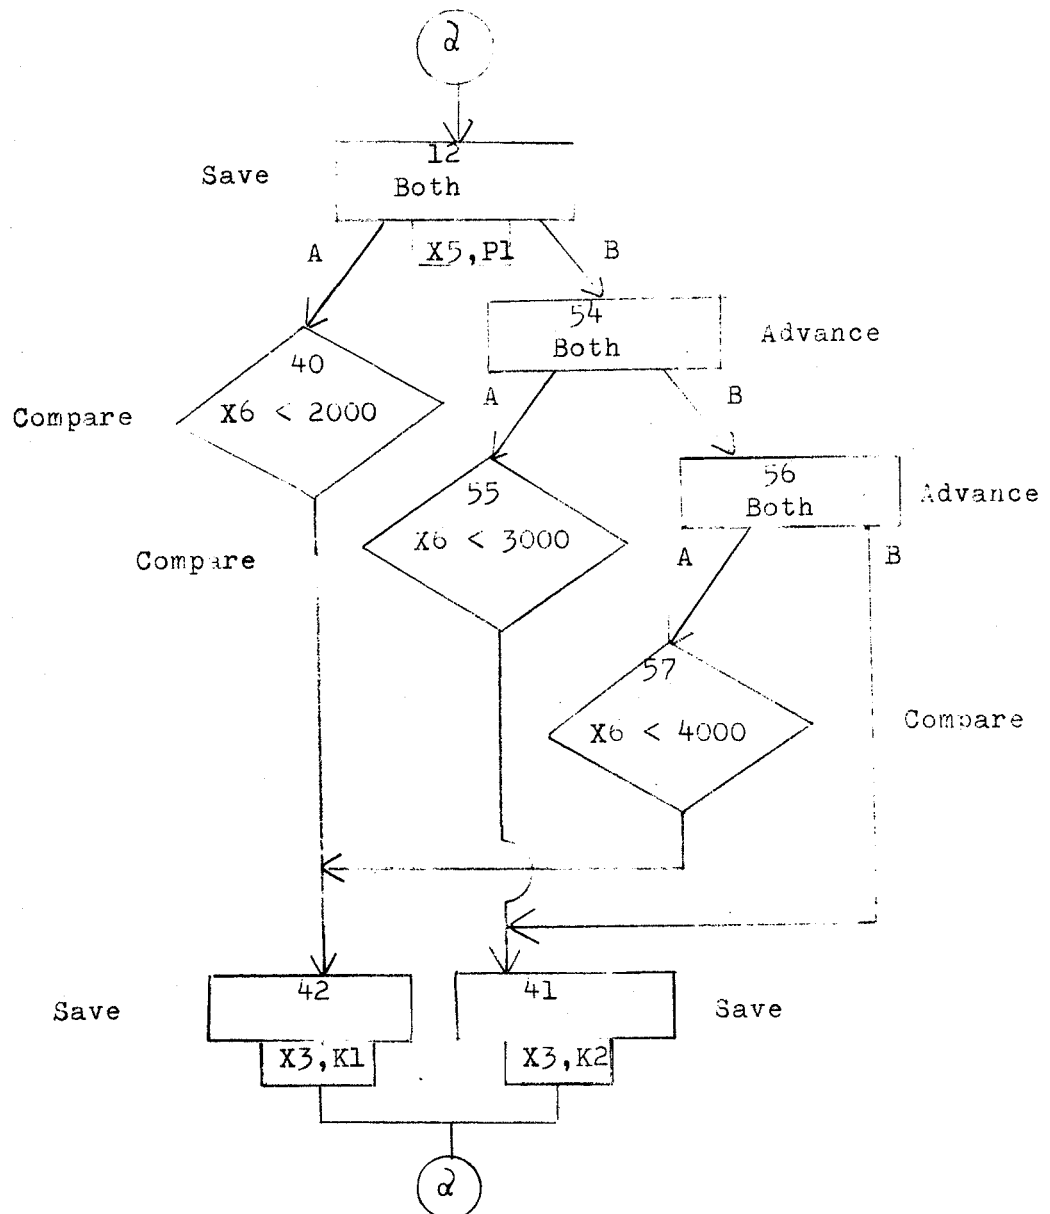 ∂
12
Save
Both
X5,P1
A
B
54
Both
Advance
40
X6 < 2000
Compare
A
B
55
X6 < 3000
Compare
56
Both
Advance
A
B
57
X6 < 4000
Compare
42
Save
X3,K1
41
Save
X3,K2
∂